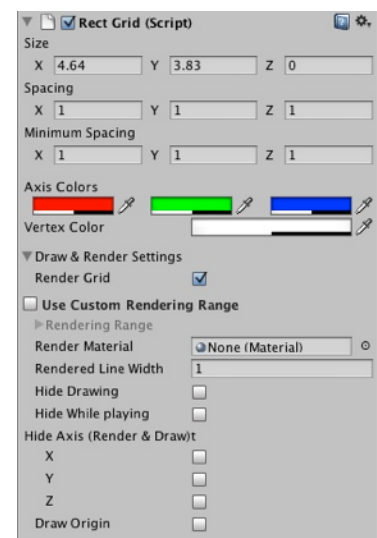 Rect Grid (Script)
Size
X 4.64 Y 3.83 Z 0
Spacing
X 1 Y 1 Z 1
Minimum Spacing
X 1 Y 1 Z 1
Axis Colors
Vertex Color
Draw & Render Settings
Render Grid
Use Custom Rendering Range
Rendering Range
Render Material None (Material)
Rendered Line Width 1
Hide Drawing
Hide While playing
Hide Axis (Render & Draw)t
X
Y
Z
Draw Origin